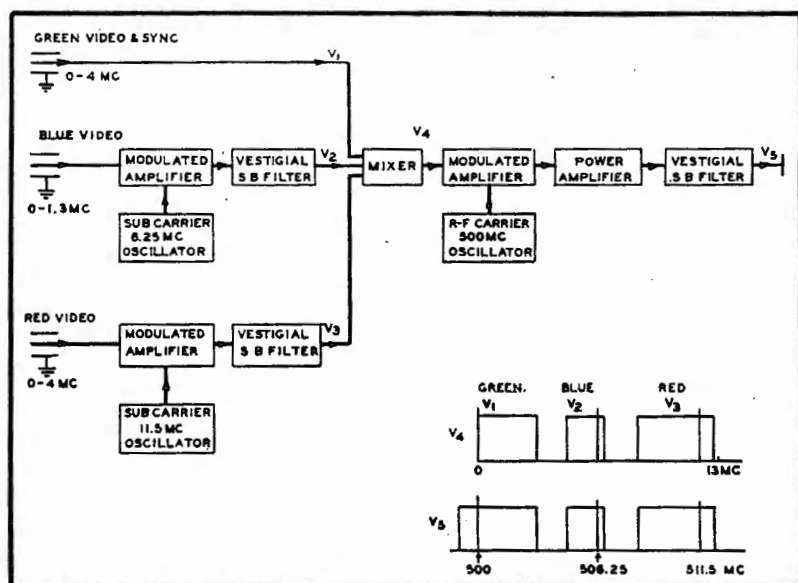 GREEN VIDEO & SYNC
V1
0-4 MC
BLUE VIDEO
0-1.3MC
MODULATED
AMPLIFIER
VESTIGIAL
S B FILTER
V2
MIXER
V4
MODULATED
AMPLIFIER
POWER
AMPLIFIER
VESTIGIAL
S B FILTER
V5
SUB CARRIER
6.25 MC
OSCILLATOR
R-F CARRIER
500MC
OSCILLATOR
RED VIDEO
0-4 MC
MODULATED
AMPLIFIER
VESTIGIAL
S B FILTER
V3
SUB CARRIER
11.5 MC
OSCILLATOR
GREEN. BLUE RED
V1 V2 V3
V4
0 13MC
V5
500 506.25 511.5 MC